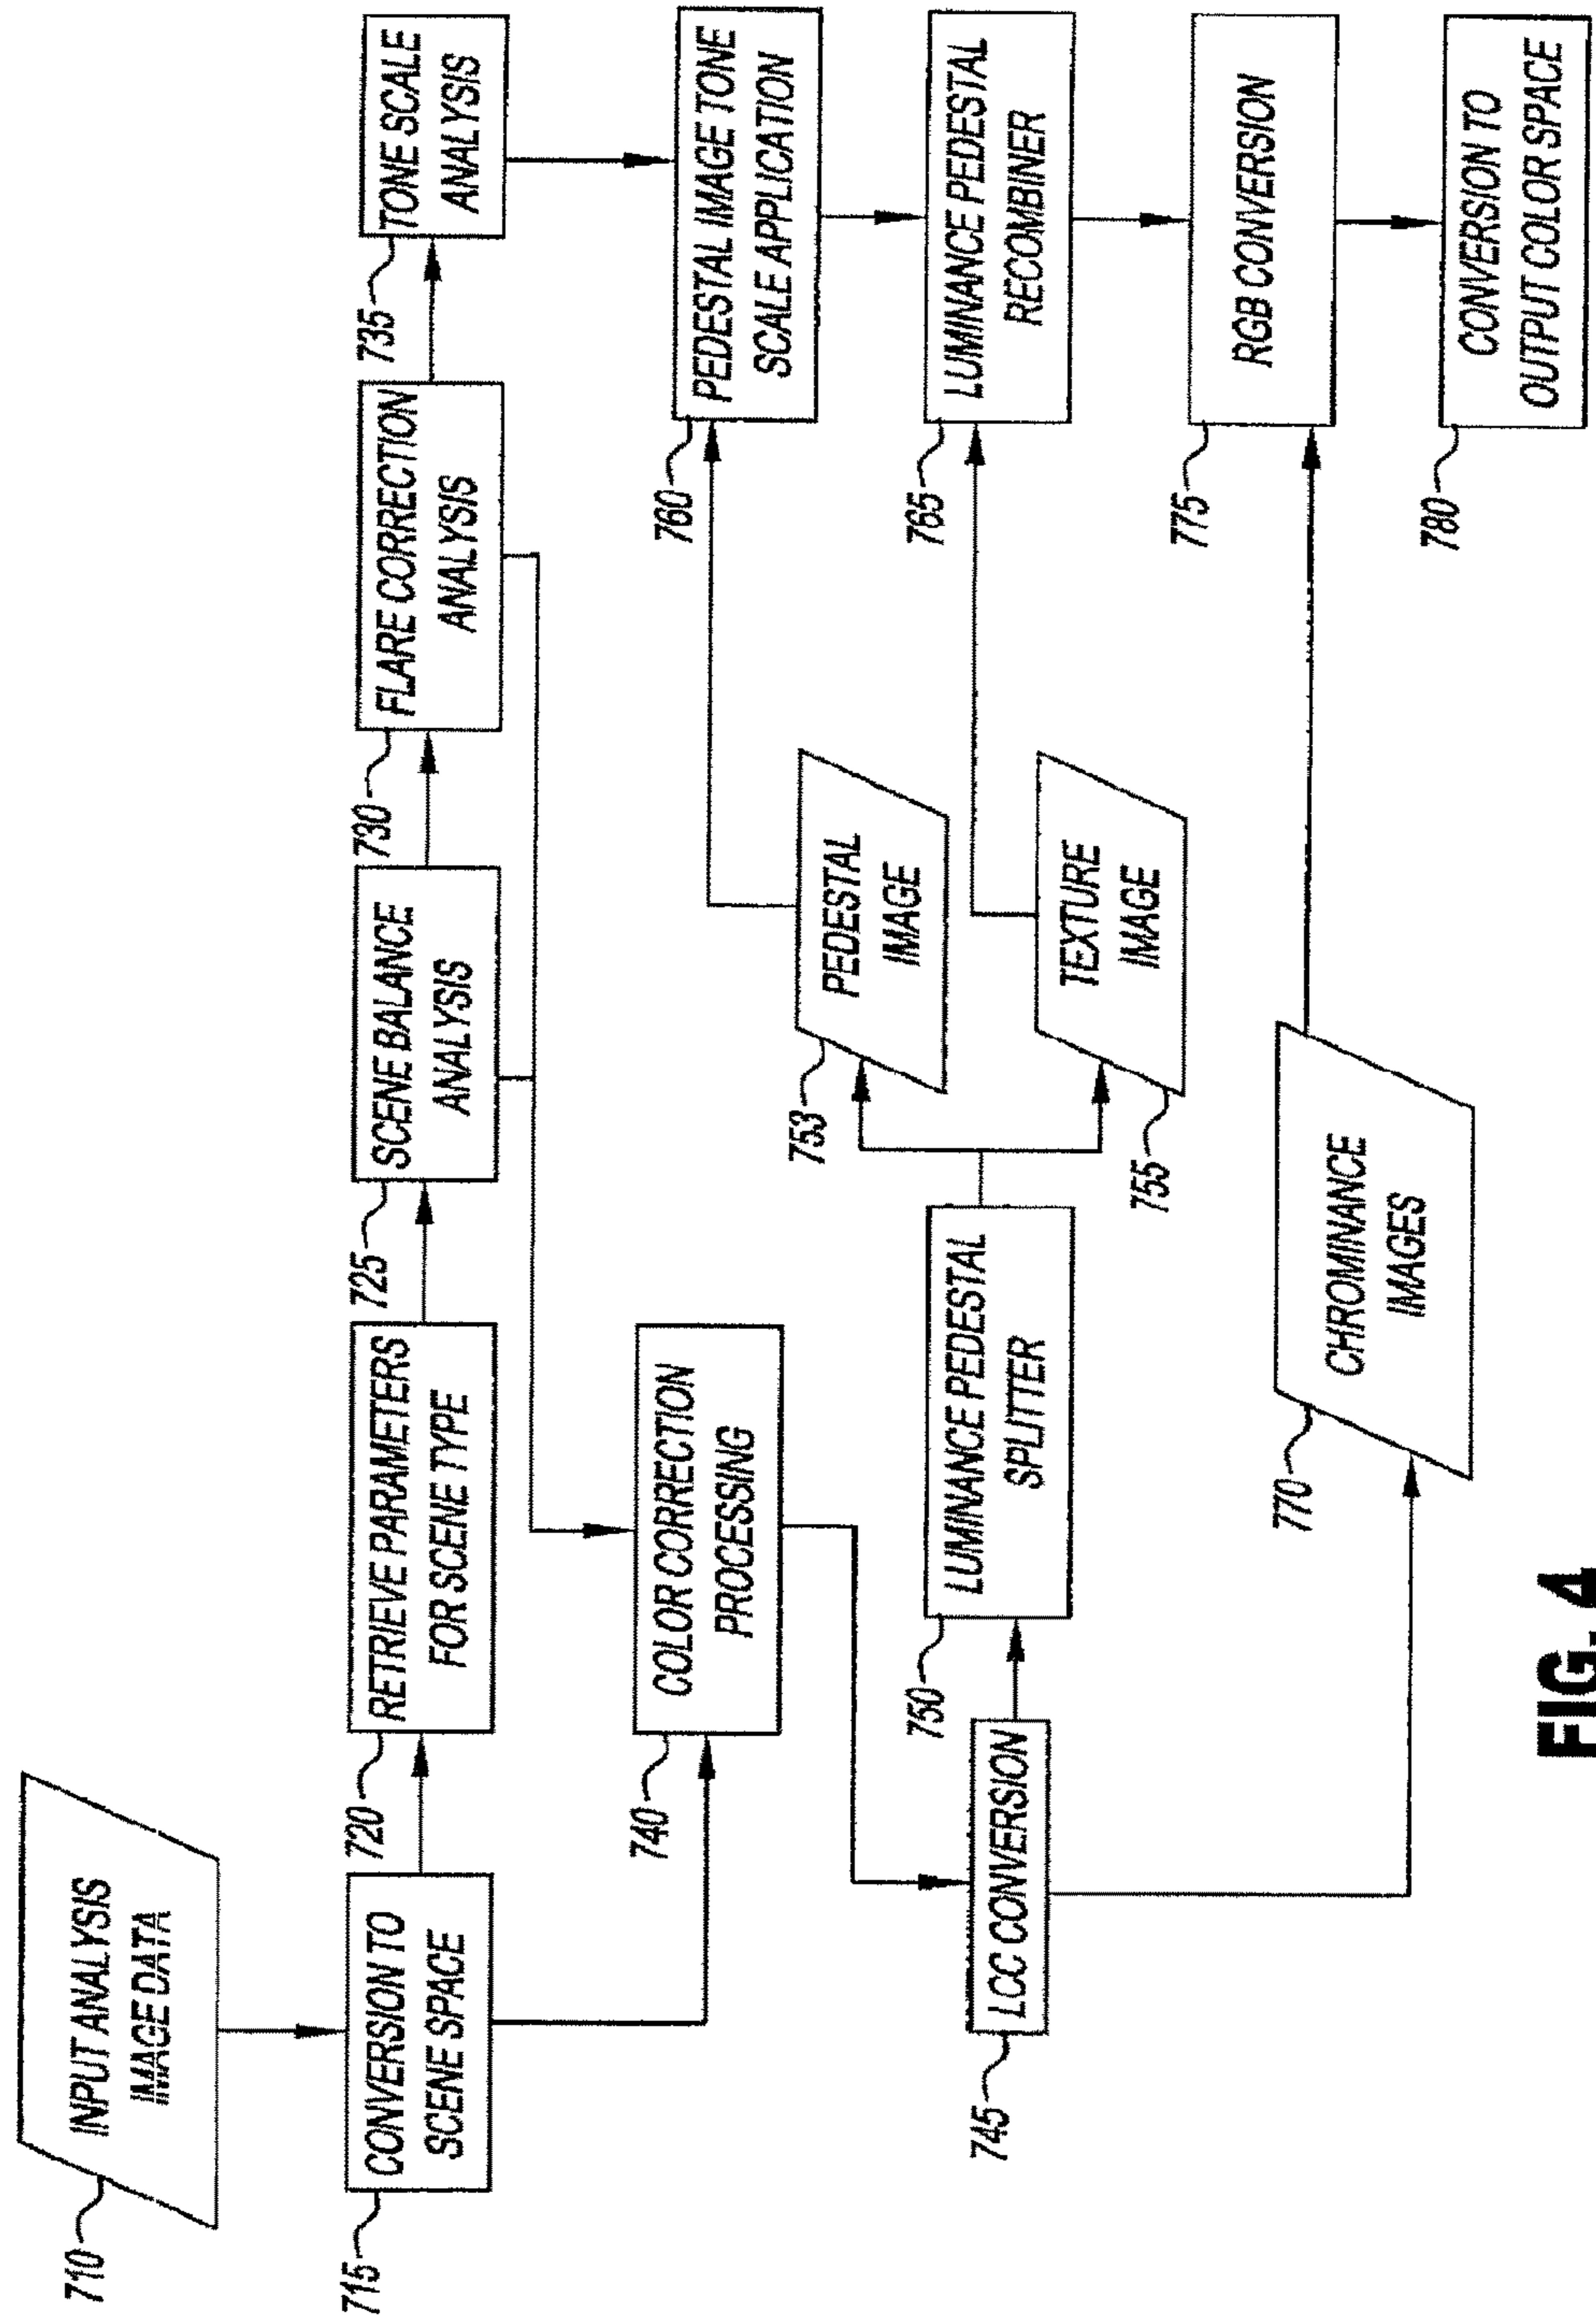 710
INPUT ANALYSIS
IMAGE DATA
715
CONVERSION TO
SCENE SPACE
720
RETRIEVE PARAMETERS
FOR SCENE TYPE
725
SCENE BALANCE
ANALYSIS
730
FLARE CORRECTION
ANALYSIS
735
TONE SCALE
ANALYSIS
740
COLOR CORRECTION
PROCESSING
745
LCC CONVERSION
750
LUMINANCE PEDESTAL
SPLITTER
753
PEDESTAL
IMAGE
755
TEXTURE
IMAGE
760
PEDESTAL IMAGE TONE
SCALE APPLICATION
765
LUMINANCE PEDESTAL
RECOMBINER
770
CHROMINANCE
IMAGES
775
RGB CONVERSION
780
CONVERSION TO
OUTPUT COLOR SPACE
FIG. 4